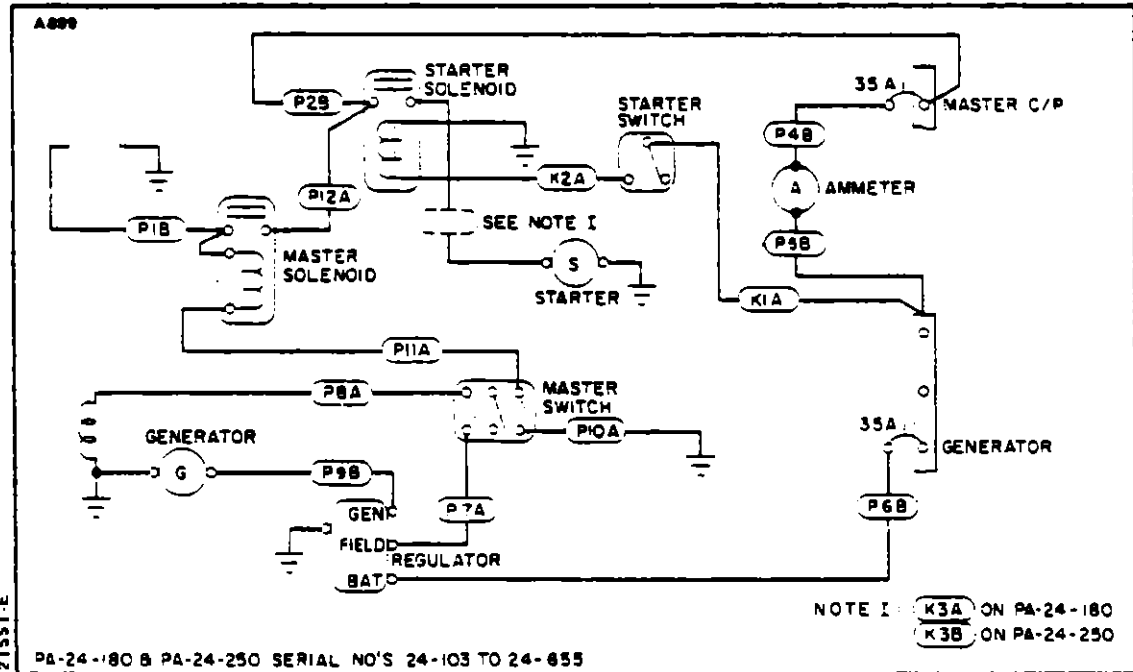 A899
STARTER
SOLENOID
P2B
35A
MASTER C/P
STARTER
SWITCH
P4B
K2A
A
AMMETER
P12A
P1B
SEE NOTE I
P5B
MASTER
SOLENOID
S
STARTER
K1A
P11A
P8A
MASTER
SWITCH
P10A
35A
GENERATOR
GENERATOR
G
P9B
GEN
P7A
P6B
FIELD
REGULATOR
BAT
NOTE I: K3A ON PA-24-180
K3B ON PA-24-250
PA-24-180 & PA-24-250 SERIAL NO'S 24-103 TO 24-655